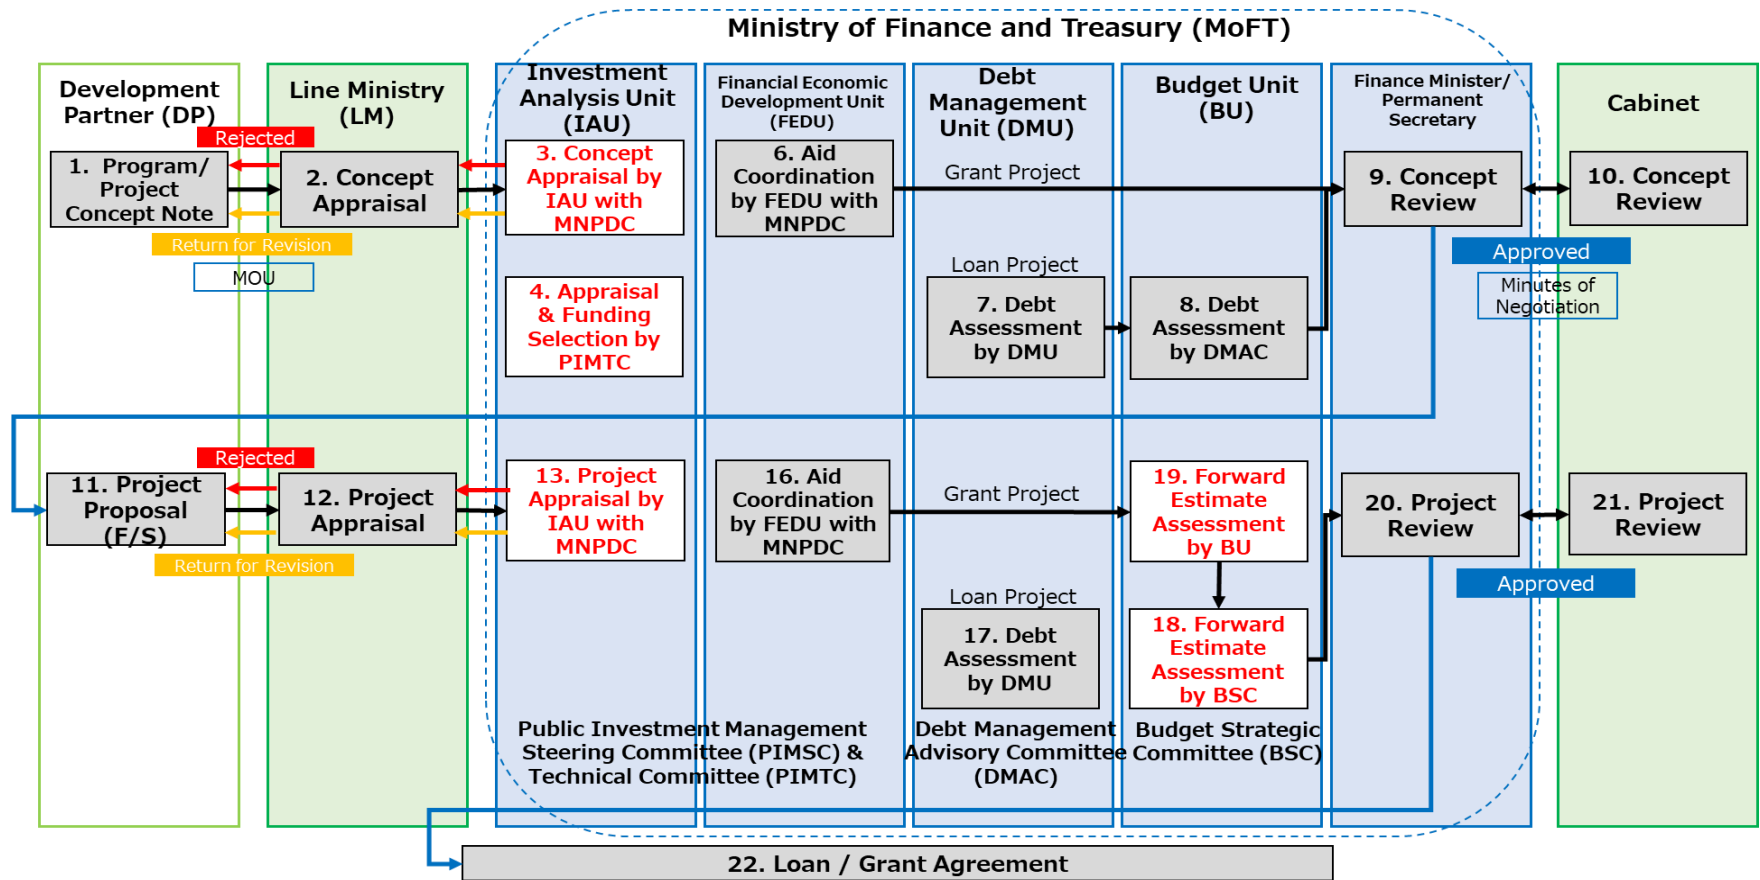 Ministry of Finance and Treasury (MoFT)
Development
Partner (DP)
Line Ministry
(LM)
Investment
Analysis Unit
(IAU)
Financial Economic
Development Unit
(FEDU)
Debt
Management
Unit (DMU)
Budget Unit
(BU)
Finance Minister/
Permanent
Secretary
Cabinet
Rejected
1. Program/
Project
Concept Note
2. Concept
Appraisal
3. Concept
Appraisal by
IAU with
MNPDC
6. Aid
Coordination
by FEDU with
MNPDC
Grant Project
9. Concept
Review
10. Concept
Review
Return for Revision
MOU
Approved
Minutes of
Negotiation
4. Appraisal
& Funding
Selection by
PIMTC
Loan Project
7. Debt
Assessment
by DMU
8. Debt
Assessment
by DMAC
Rejected
11. Project
Proposal
(F/S)
12. Project
Appraisal
13. Project
Appraisal by
IAU with
MNPDC
16. Aid
Coordination
by FEDU with
MNPDC
Grant Project
19. Forward
Estimate
Assessment
by BU
20. Project
Review
21. Project
Review
Return for Revision
Approved
Loan Project
17. Debt
Assessment
by DMU
18. Forward
Estimate
Assessment
by BSC
Public Investment Management
Steering Committee (PIMSC) &
Technical Committee (PIMTC)
Debt Management
Advisory Committee
(DMAC)
Budget Strategic
Committee (BSC)
22. Loan / Grant Agreement